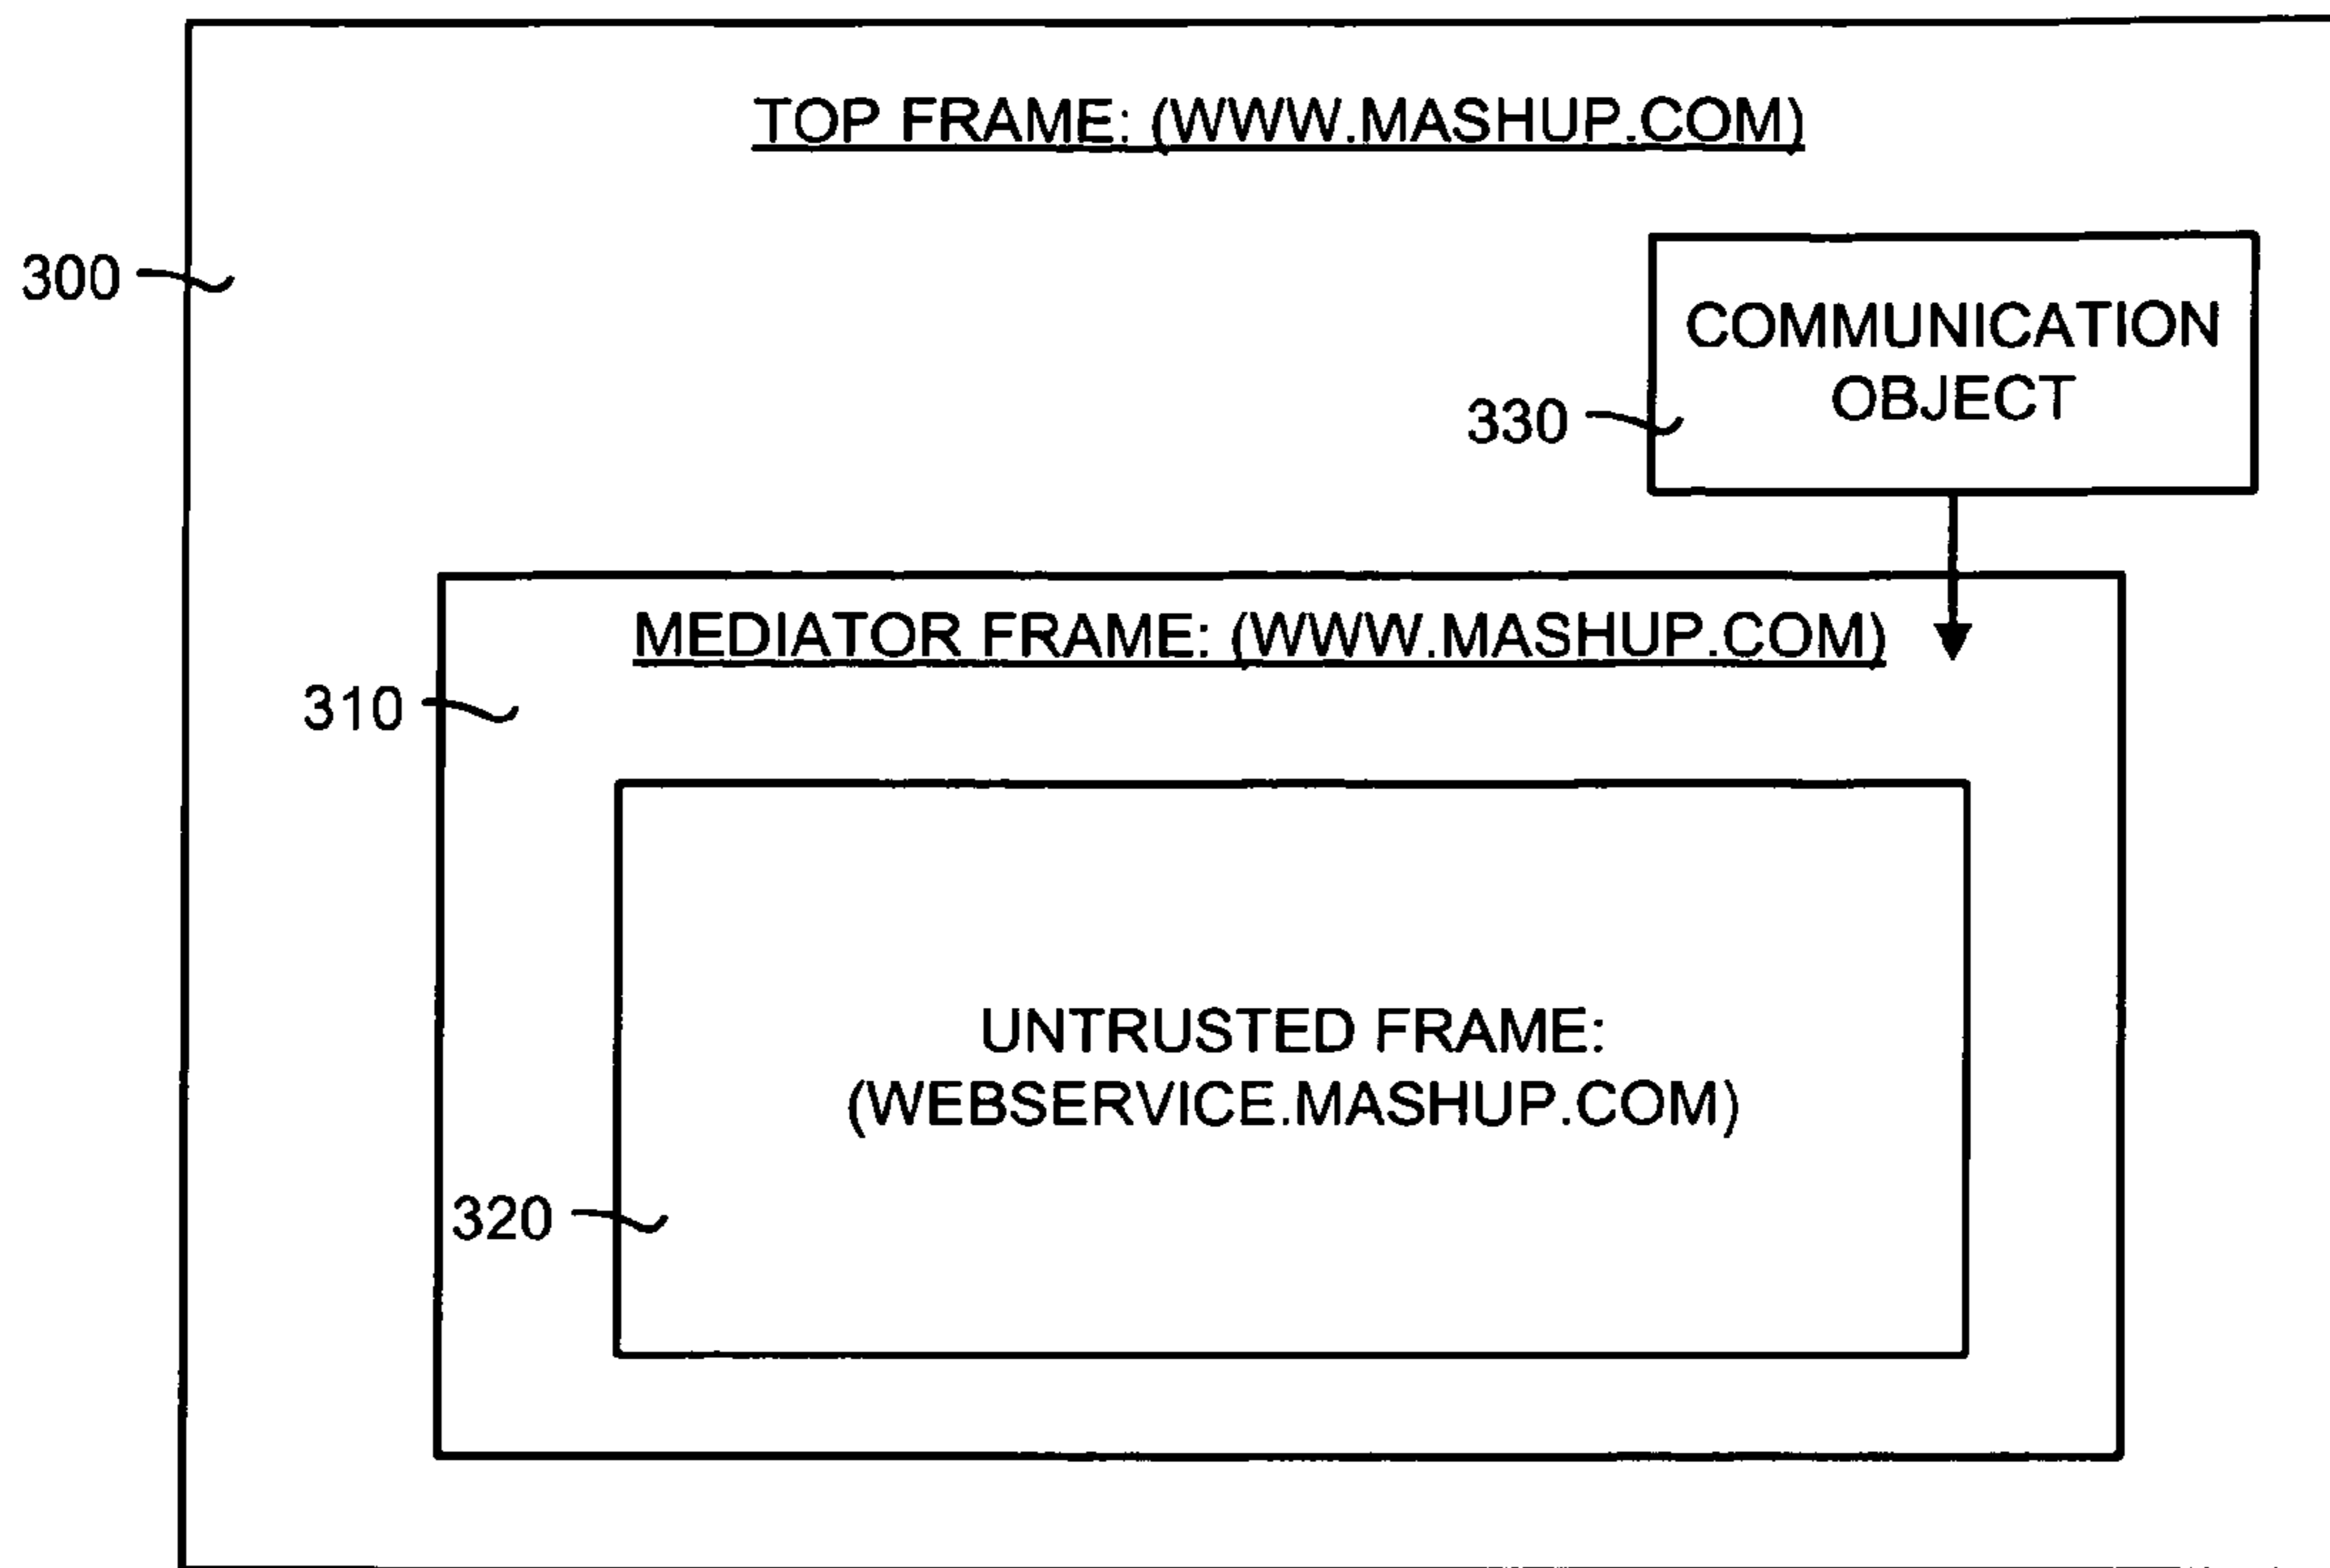 TOP FRAME: (WWW.MASHUP.COM)
300
COMMUNICATION
OBJECT
330
MEDIATOR FRAME: (WWW.MASHUP.COM)
310
UNTRUSTED FRAME:
(WEBSERVICE.MASHUP.COM)
320